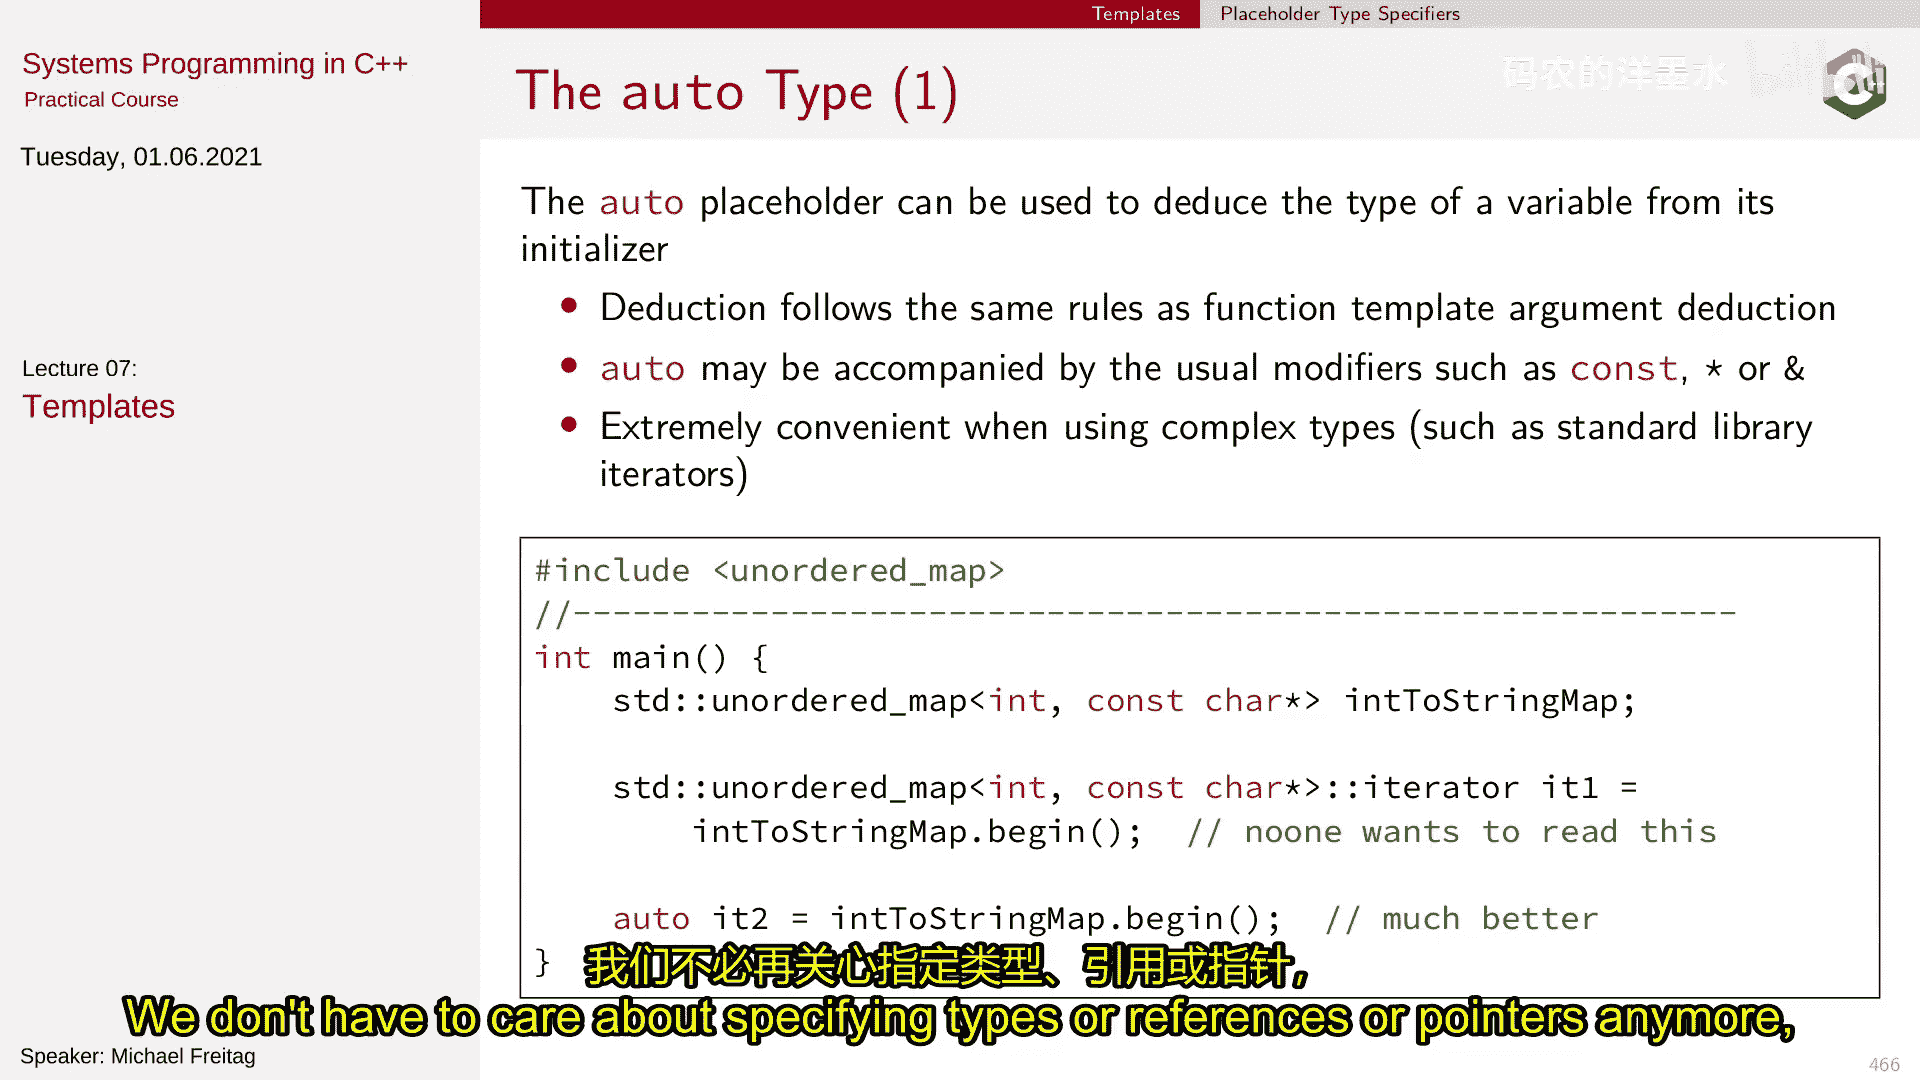 Templates
Placeholder Type Specifiers
Systems Programming in C++
Practical Course
Tuesday, 01.06.2021
Lecture 07:
Templates
The auto Type (1)
码农的洋墨水
The auto placeholder can be used to deduce the type of a variable from its
initializer
Deduction follows the same rules as function template argument deduction
auto may be accompanied by the usual modifiers such as const, * or &
Extremely convenient when using complex types (such as standard library
iterators)
#include <unordered_map>
//-----------------------------------------------------------
int main() {
std::unordered_map<int, const char*> intToStringMap;
std::unordered_map<int, const char*>::iterator it1 =
intToStringMap.begin(); // noone wants to read this
auto it2 = intToStringMap.begin(); // much better
}
我们不必再关心指定类型、引用或指针，
We don't have to care about specifying types or references or pointers anymore,
Speaker: Michael Freitag
466